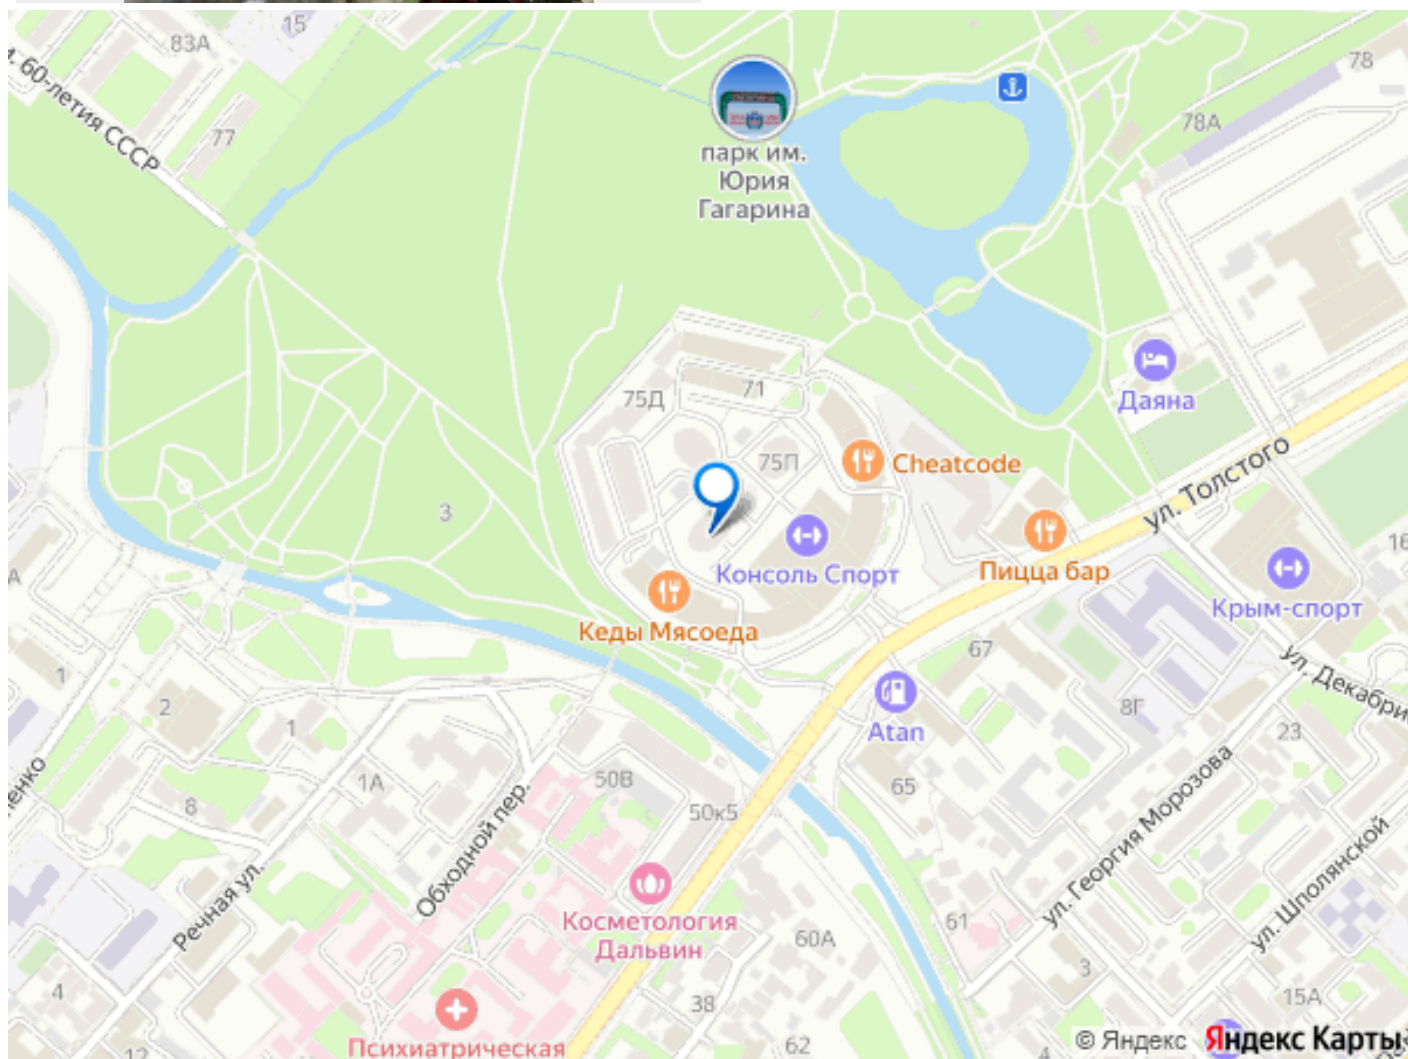 15
83А
60-летия СССР
77
78
78А
парк им.
Юрия
Гагарина
Даяна
75Д
71
75П
Cheatcode
ул. Толстого
3
Консоль Спорт
Пицца бар
16
Крым-спорт
Кеды Мясоеда
67
ул. Декабри
1
2
1
Atan
8Г
23
1А
50В
65
8
50к5
Обходной пер.
ул. Георгия Морозова
ул. Шполянской
Речная ул.
Косметология
Дальвин
60А
61
3
4
38
15А
Психиатрическая
62
12
4
© Яндекс Яндекс Карты